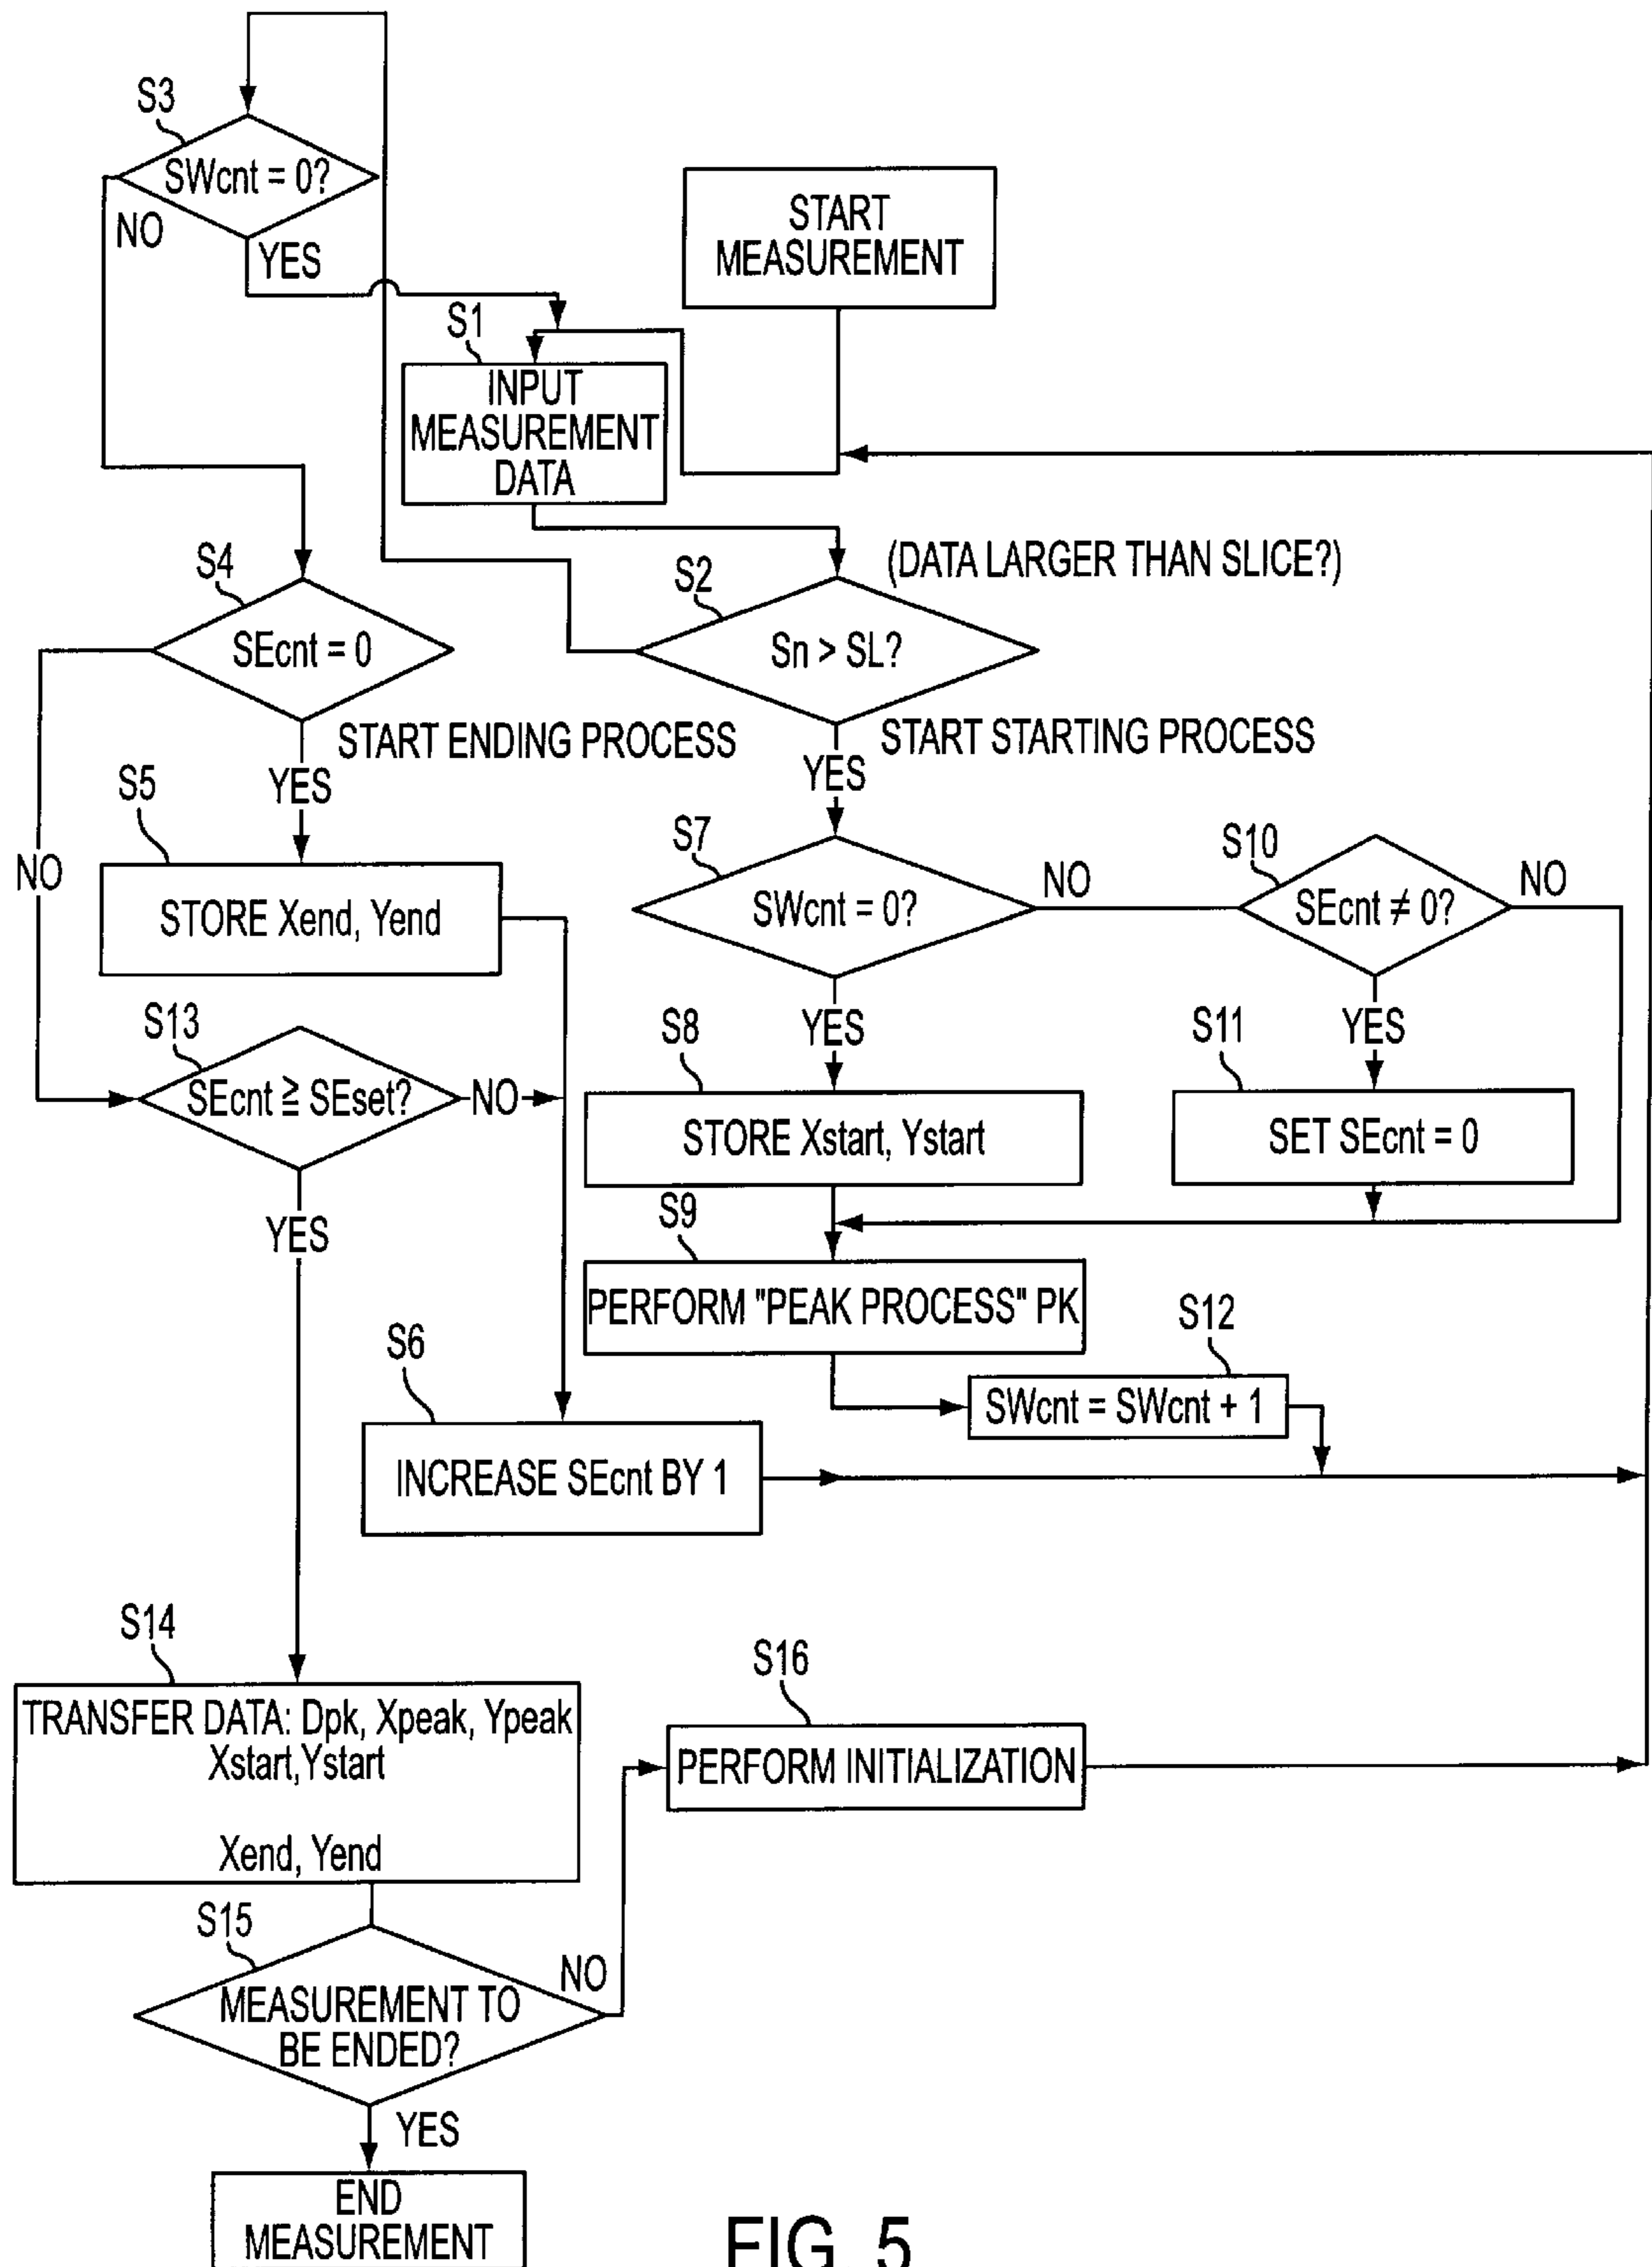 S3
SWcnt = 0?
NO
YES
START
MEASUREMENT
S1
INPUT
MEASUREMENT
DATA
S4
SEcnt = 0
S2
(DATA LARGER THAN SLICE?)
Sn > SL?
START ENDING PROCESS
START STARTING PROCESS
YES
YES
S5
NO
STORE Xend, Yend
S7
SWcnt = 0?
NO
S10
SEcnt ≠ 0?
NO
S13
SEcnt ≧ SEset?
NO
YES
YES
YES
S8
STORE Xstart, Ystart
S11
SET SEcnt = 0
S9
PERFORM "PEAK PROCESS" PK
S12
SWcnt = SWcnt + 1
S6
INCREASE SEcnt BY 1
S14
TRANSFER DATA: Dpk, Xpeak, Ypeak
Xstart,Ystart
Xend, Yend
S16
PERFORM INITIALIZATION
S15
NO
MEASUREMENT TO
BE ENDED?
YES
END
MEASUREMENT
FIG. 5